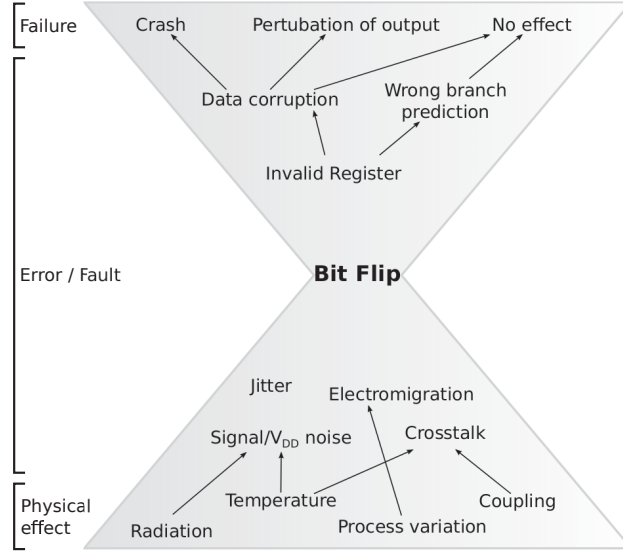 Failure
Crash
Pertubation of output
No effect
Data corruption
Wrong branch
prediction
Invalid Register
Error / Fault
Bit Flip
Jitter
Electromigration
Signal/VDD noise
Crosstalk
Physical
effect
Temperature
Coupling
Radiation
Process variation